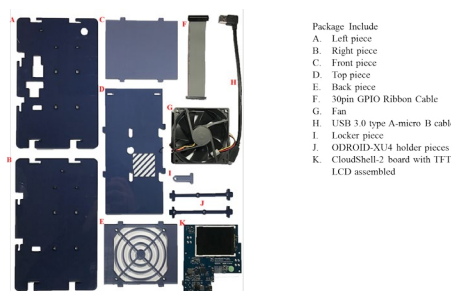 A
B
C
D
E
F
G
H
I
J
K
Package Include
A. Left piece
B. Right piece
C. Front piece
D. Top piece
E. Back piece
F. 30pin GPIO Ribbon Cable
G. Fan
H. USB 3.0 type A-micro B cabl
I. Locker piece
J. ODROID-XU4 holder pieces
K. CloudShell-2 board with TFT
LCD assembled